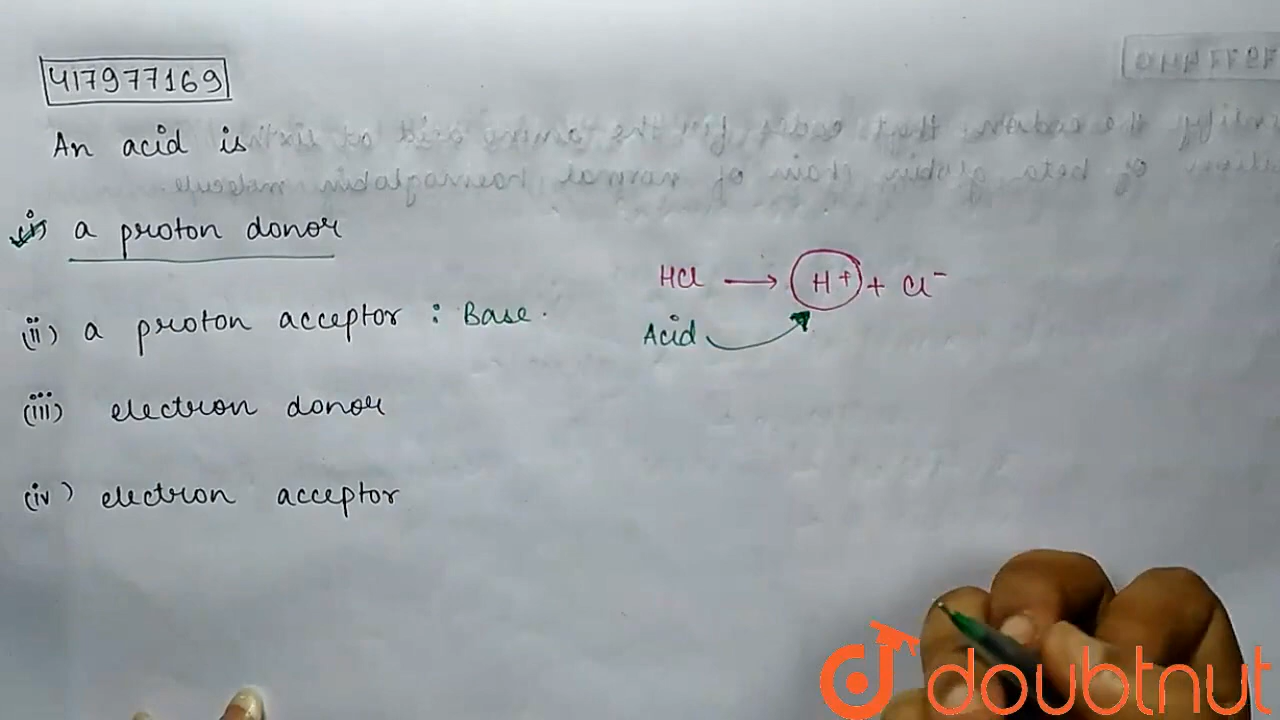 417977169
An acid is
(i) a proton donor
HCl → H+ + Cl−
(ii) a proton acceptor : Base.
Acid
(iii) electron donor
(iv) electron acceptor
doubtnut